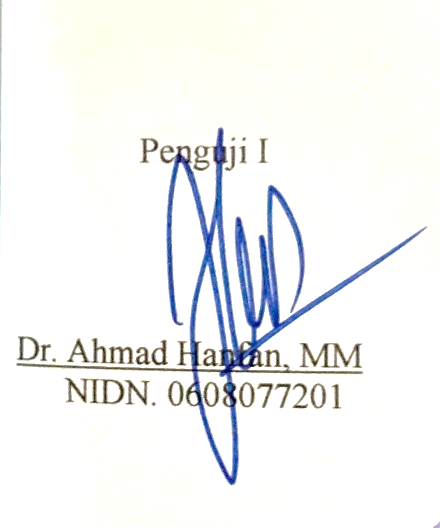 Penguji I
Dr. Ahmad Hanfan, MM
NIDN. 0608077201